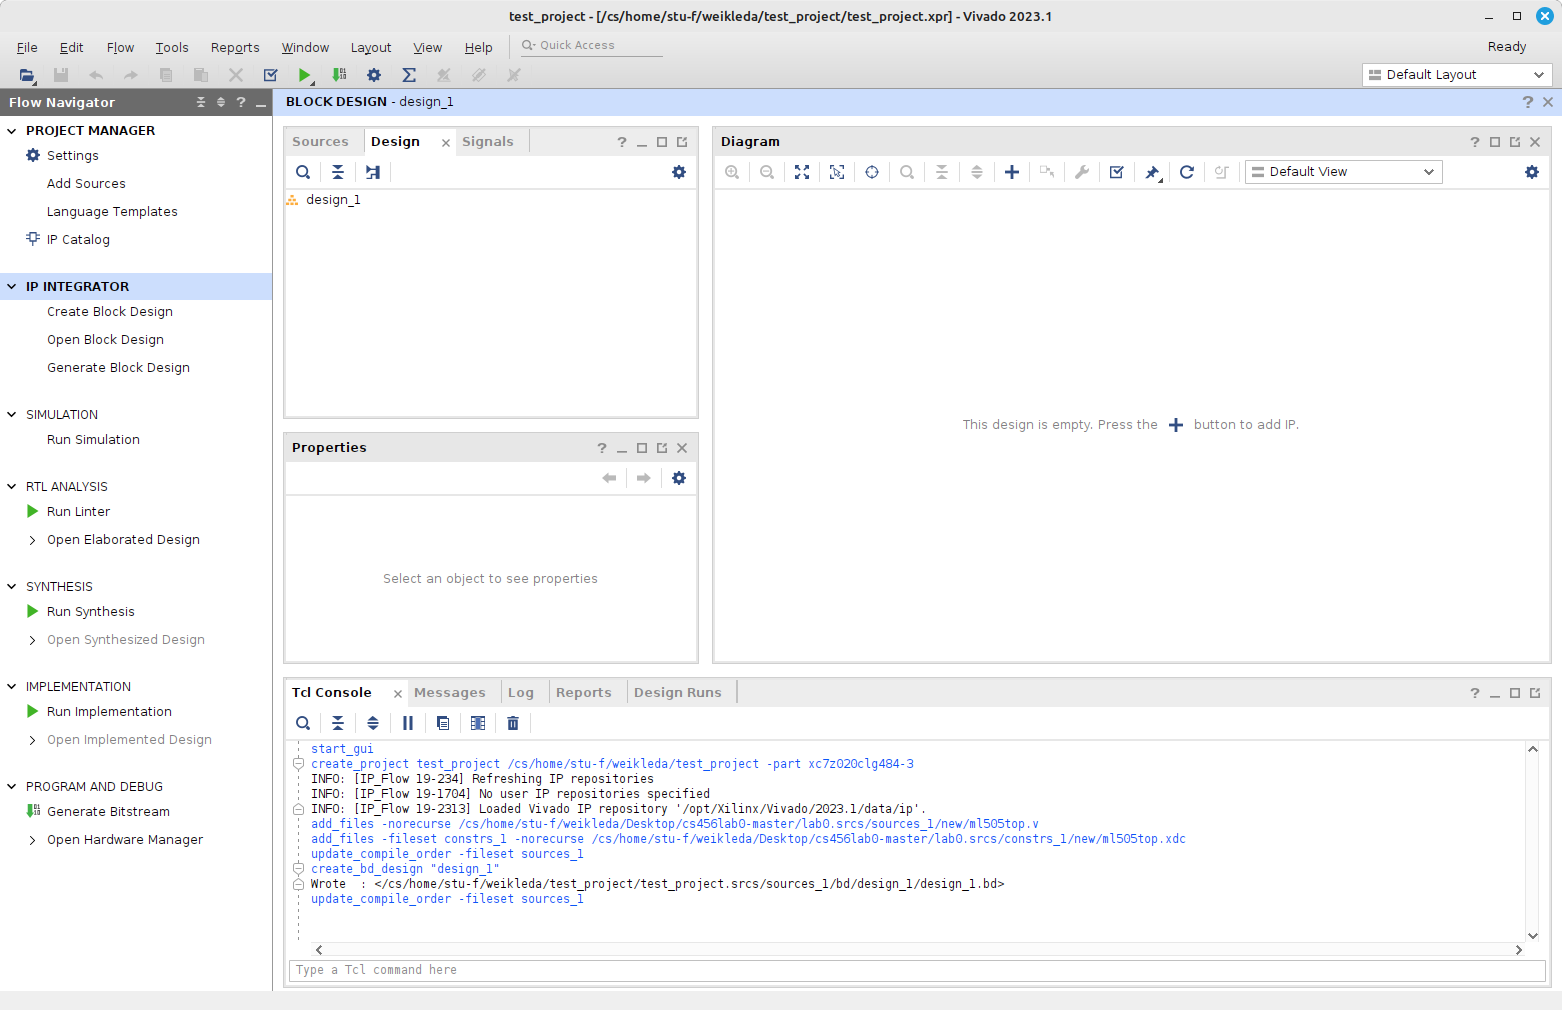 test_project - [/cs/home/stu-f/weikleda/test_project/test_project.xpr] - Vivado 2023.1
File Edit Flow Tools Reports Window Layout View Help Quick Access Ready
Default Layout
Flow Navigator
PROJECT MANAGER
Settings
Add Sources
Language Templates
IP Catalog
IP INTEGRATOR
Create Block Design
Open Block Design
Generate Block Design
SIMULATION
Run Simulation
RTL ANALYSIS
Run Linter
Open Elaborated Design
SYNTHESIS
Run Synthesis
Open Synthesized Design
IMPLEMENTATION
Run Implementation
Open Implemented Design
PROGRAM AND DEBUG
Generate Bitstream
Open Hardware Manager
BLOCK DESIGN - design_1
Sources Design Signals
design_1
Properties
Select an object to see properties
Diagram
Default View
This design is empty. Press the + button to add IP.
Tcl Console Messages Log Reports Design Runs
start_gui
create_project test_project /cs/home/stu-f/weikleda/test_project -part xc7z020clg484-3
INFO: [IP_Flow 19-234] Refreshing IP repositories
INFO: [IP_Flow 19-1704] No user IP repositories specified
INFO: [IP_Flow 19-2313] Loaded Vivado IP repository '/opt/Xilinx/Vivado/2023.1/data/ip'.
add_files -norecurse /cs/home/stu-f/weikleda/Desktop/cs456lab0-master/lab0.srcs/sources_1/new/ml505top.v
add_files -fileset constrs_1 -norecurse /cs/home/stu-f/weikleda/Desktop/cs456lab0-master/lab0.srcs/constrs_1/new/ml505top.xdc
update_compile_order -fileset sources_1
create_bd_design "design_1"
Wrote  : </cs/home/stu-f/weikleda/test_project/test_project.srcs/sources_1/bd/design_1/design_1.bd>
update_compile_order -fileset sources_1
Type a Tcl command here